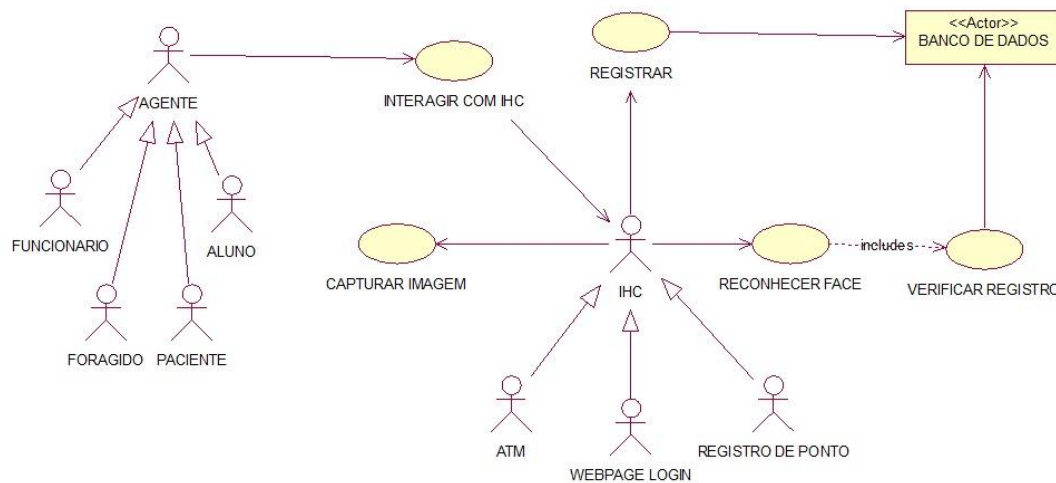 <<Actor>>
BANCO DE DADOS
REGISTRAR
AGENTE
INTERAGIR COM IHC
FUNCIONARIO
ALUNO
FORAGIDO
PACIENTE
CAPTURAR IMAGEM
IHC
RECONHECER FACE
includes
VERIFICAR REGISTRO
ATM
WEBPAGE LOGIN
REGISTRO DE PONTO